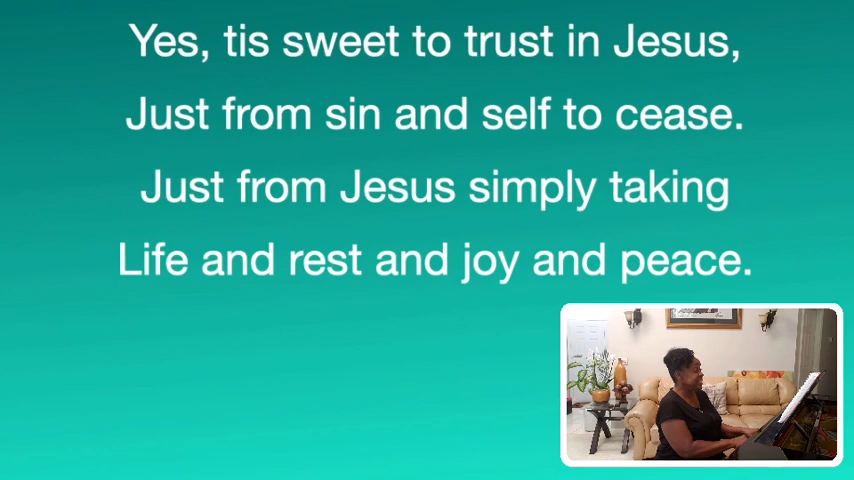 Yes, tis sweet to trust in Jesus,
Just from sin and self to cease.
Just from Jesus simply taking
Life and rest and joy and peace.